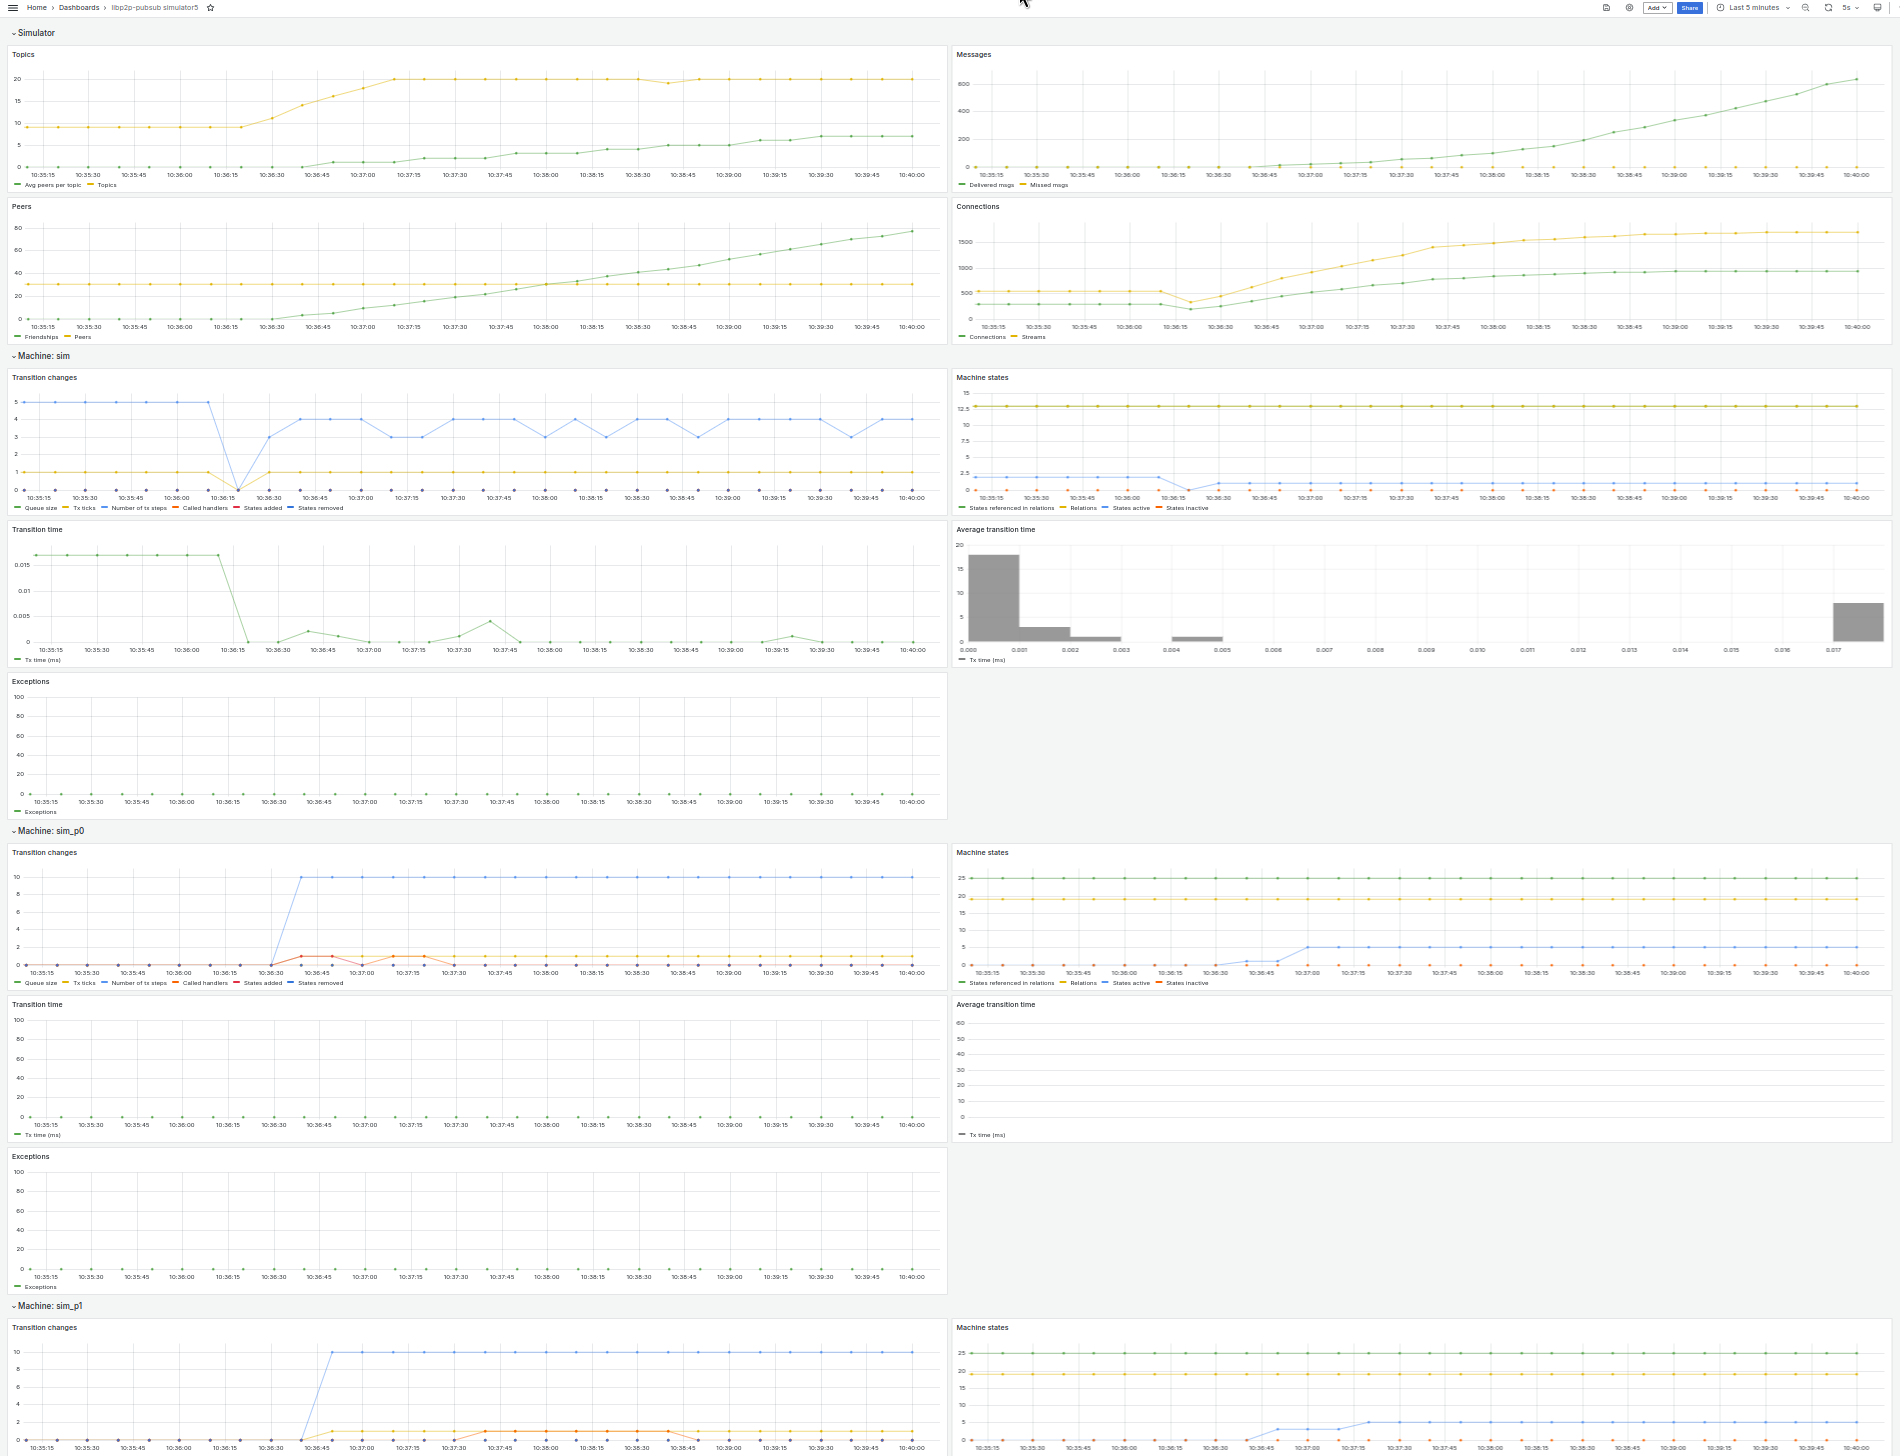 Home › Dashboards › libp2p-pubsub simulator5
Add
Share
Last 5 minutes
5s
Simulator
Topics
20
15
10
5
0
10:35:15 10:35:30 10:35:45 10:36:00 10:36:15 10:36:30 10:36:45 10:37:00 10:37:15 10:37:30 10:37:45 10:38:00 10:38:15 10:38:30 10:38:45 10:39:00 10:39:15 10:39:30 10:39:45 10:40:00
Avg peers per topic Topics
Messages
600
400
200
0
10:35:15 10:35:30 10:35:45 10:36:00 10:36:15 10:36:30 10:36:45 10:37:00 10:37:15 10:37:30 10:37:45 10:38:00 10:38:15 10:38:30 10:38:45 10:39:00 10:39:15 10:39:30 10:39:45 10:40:00
Delivered msgs Missed msgs
Peers
80
60
40
20
0
10:35:15 10:35:30 10:35:45 10:36:00 10:36:15 10:36:30 10:36:45 10:37:00 10:37:15 10:37:30 10:37:45 10:38:00 10:38:15 10:38:30 10:38:45 10:39:00 10:39:15 10:39:30 10:39:45 10:40:00
Friendships Peers
Connections
1500
1000
500
0
10:35:15 10:35:30 10:35:45 10:36:00 10:36:15 10:36:30 10:36:45 10:37:00 10:37:15 10:37:30 10:37:45 10:38:00 10:38:15 10:38:30 10:38:45 10:39:00 10:39:15 10:39:30 10:39:45 10:40:00
Connections Streams
Machine: sim
Transition changes
5
4
3
2
1
0
10:35:15 10:35:30 10:35:45 10:36:00 10:36:15 10:36:30 10:36:45 10:37:00 10:37:15 10:37:30 10:37:45 10:38:00 10:38:15 10:38:30 10:38:45 10:39:00 10:39:15 10:39:30 10:39:45 10:40:00
Queue size Tx ticks Number of tx steps Called handlers States added States removed
Machine states
15
12.5
10
7.5
5
2.5
0
10:35:15 10:35:30 10:35:45 10:36:00 10:36:15 10:36:30 10:36:45 10:37:00 10:37:15 10:37:30 10:37:45 10:38:00 10:38:15 10:38:30 10:38:45 10:39:00 10:39:15 10:39:30 10:39:45 10:40:00
States referenced in relations Relations States active States inactive
Transition time
0.015
0.01
0.005
0
10:35:15 10:35:30 10:35:45 10:36:00 10:36:15 10:36:30 10:36:45 10:37:00 10:37:15 10:37:30 10:37:45 10:38:00 10:38:15 10:38:30 10:38:45 10:39:00 10:39:15 10:39:30 10:39:45 10:40:00
Tx time (ms)
Average transition time
20
15
10
5
0
0.000 0.001 0.002 0.003 0.004 0.005 0.006 0.007 0.008 0.009 0.010 0.011 0.012 0.013 0.014 0.015 0.016 0.017
Tx time (ms)
Exceptions
100
80
60
40
20
0
10:35:15 10:35:30 10:35:45 10:36:00 10:36:15 10:36:30 10:36:45 10:37:00 10:37:15 10:37:30 10:37:45 10:38:00 10:38:15 10:38:30 10:38:45 10:39:00 10:39:15 10:39:30 10:39:45 10:40:00
Exceptions
Machine: sim_p0
Transition changes
10
8
6
4
2
0
10:35:15 10:35:30 10:35:45 10:36:00 10:36:15 10:36:30 10:36:45 10:37:00 10:37:15 10:37:30 10:37:45 10:38:00 10:38:15 10:38:30 10:38:45 10:39:00 10:39:15 10:39:30 10:39:45 10:40:00
Queue size Tx ticks Number of tx steps Called handlers States added States removed
Machine states
25
20
15
10
5
0
10:35:15 10:35:30 10:35:45 10:36:00 10:36:15 10:36:30 10:36:45 10:37:00 10:37:15 10:37:30 10:37:45 10:38:00 10:38:15 10:38:30 10:38:45 10:39:00 10:39:15 10:39:30 10:39:45 10:40:00
States referenced in relations Relations States active States inactive
Transition time
100
80
60
40
20
0
10:35:15 10:35:30 10:35:45 10:36:00 10:36:15 10:36:30 10:36:45 10:37:00 10:37:15 10:37:30 10:37:45 10:38:00 10:38:15 10:38:30 10:38:45 10:39:00 10:39:15 10:39:30 10:39:45 10:40:00
Tx time (ms)
Average transition time
60
50
40
30
20
10
0
Tx time (ms)
Exceptions
100
80
60
40
20
0
10:35:15 10:35:30 10:35:45 10:36:00 10:36:15 10:36:30 10:36:45 10:37:00 10:37:15 10:37:30 10:37:45 10:38:00 10:38:15 10:38:30 10:38:45 10:39:00 10:39:15 10:39:30 10:39:45 10:40:00
Exceptions
Machine: sim_p1
Transition changes
10
8
6
4
2
0
10:35:15 10:35:30 10:35:45 10:36:00 10:36:15 10:36:30 10:36:45 10:37:00 10:37:15 10:37:30 10:37:45 10:38:00 10:38:15 10:38:30 10:38:45 10:39:00 10:39:15 10:39:30 10:39:45 10:40:00
Machine states
25
20
15
10
5
0
10:35:15 10:35:30 10:35:45 10:36:00 10:36:15 10:36:30 10:36:45 10:37:00 10:37:15 10:37:30 10:37:45 10:38:00 10:38:15 10:38:30 10:38:45 10:39:00 10:39:15 10:39:30 10:39:45 10:40:00